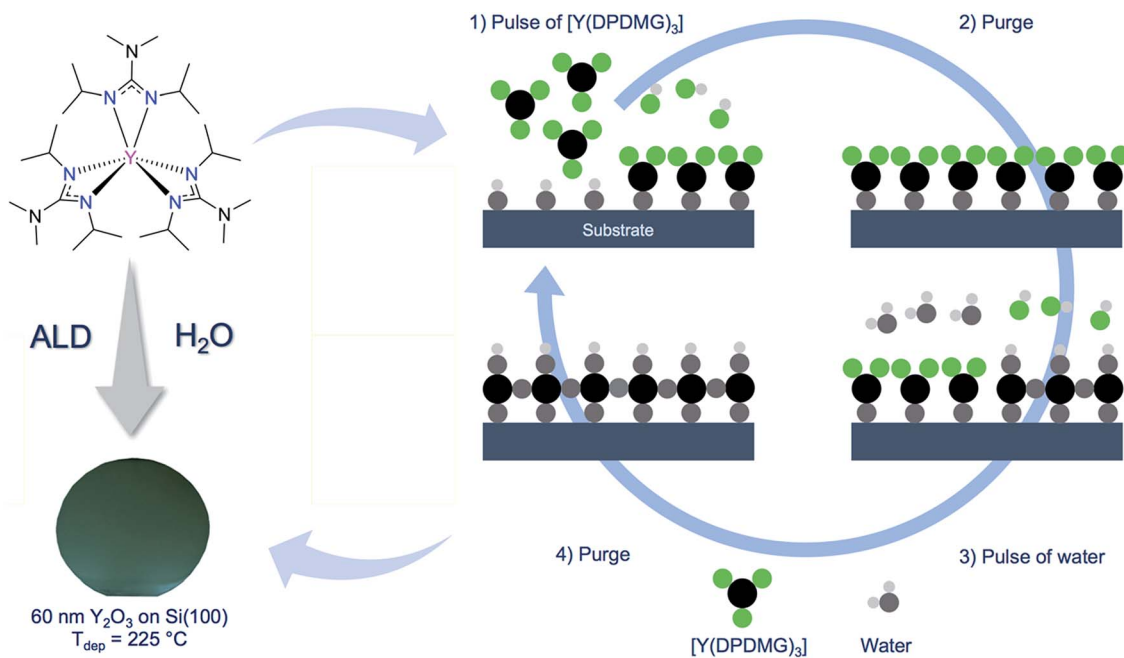 1) Pulse of [Y(DPDMG)₃]
2) Purge
N
N
N
Y
N
N
N
N
N
N
Substrate
ALD
H₂O
4) Purge
3) Pulse of water
60 nm Y₂O₃ on Si(100)
T_dep = 225 °C
[Y(DPDMG)₃]
Water